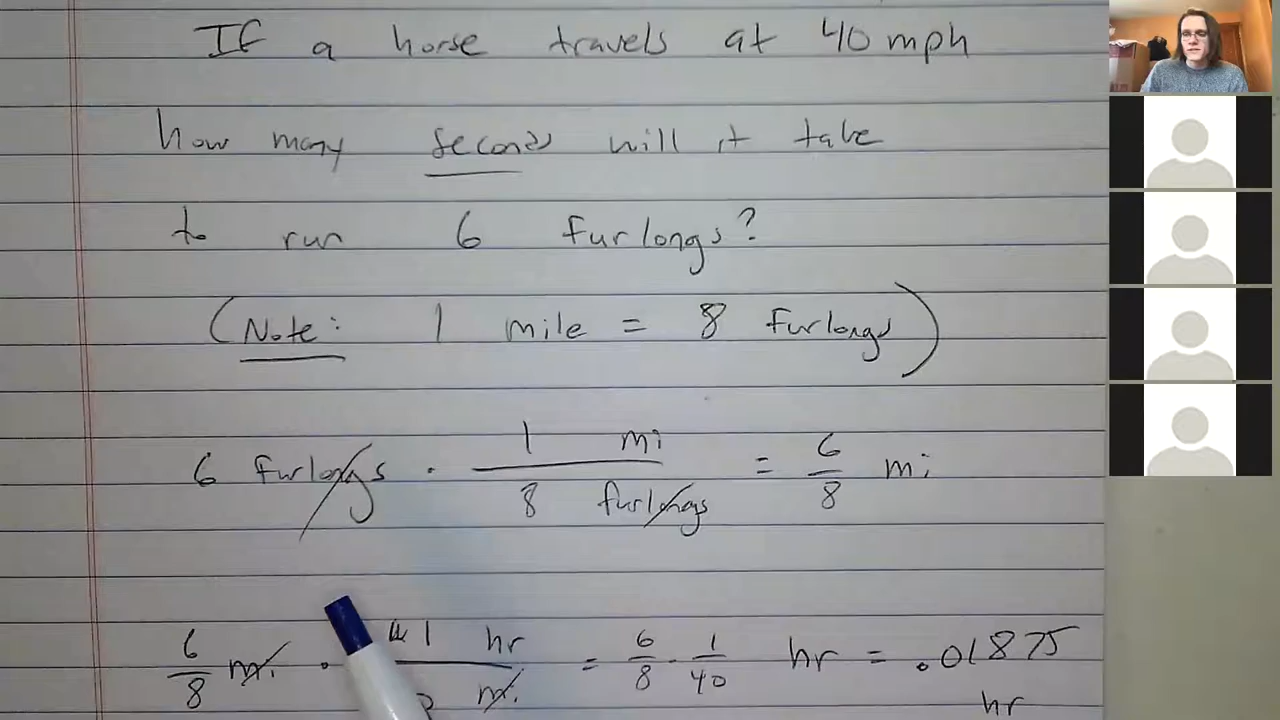 If a horse travels at 40 mph
how many seconds will it take
to run 6 furlongs?
(Note: 1 mile = 8 furlongs)
6 furlongs · 1 mi / 8 furlongs = 6/8 mi
6/8 mi. · 1 hr / mi. = 6/8 · 1/40 hr = .01875
hr